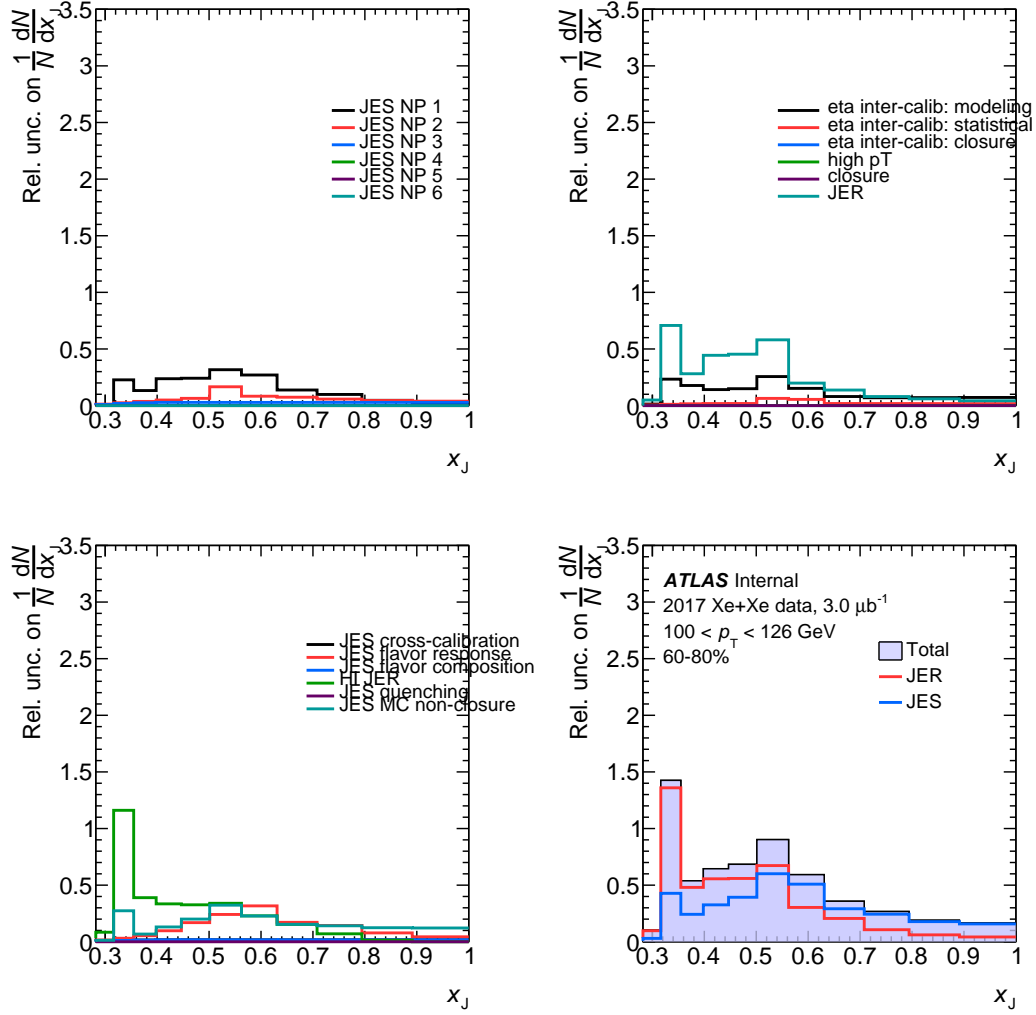 Rel. unc. on 1/N dN/dx_J
3.5
3
2.5
2
1.5
1
0.5
0
JES NP 1
JES NP 2
JES NP 3
JES NP 4
JES NP 5
JES NP 6
0.3 0.4 0.5 0.6 0.7 0.8 0.9 1
x_J
Rel. unc. on 1/N dN/dx_J
3.5
3
2.5
2
1.5
1
0.5
0
eta inter-calib: modeling
eta inter-calib: statistical
eta inter-calib: closure
high pT
closure
JER
0.3 0.4 0.5 0.6 0.7 0.8 0.9 1
x_J
Rel. unc. on 1/N dN/dx_J
3.5
3
2.5
2
1.5
1
0.5
0
JES cross-calibration
JES flavor response
JES flavor composition
HI JER
JES quenching
JES MC non-closure
0.3 0.4 0.5 0.6 0.7 0.8 0.9 1
x_J
Rel. unc. on 1/N dN/dx_J
3.5
3
2.5
2
1.5
1
0.5
0
ATLAS Internal
2017 Xe+Xe data, 3.0 μb⁻¹
100 < p_T < 126 GeV
60-80%
Total
JER
JES
0.3 0.4 0.5 0.6 0.7 0.8 0.9 1
x_J